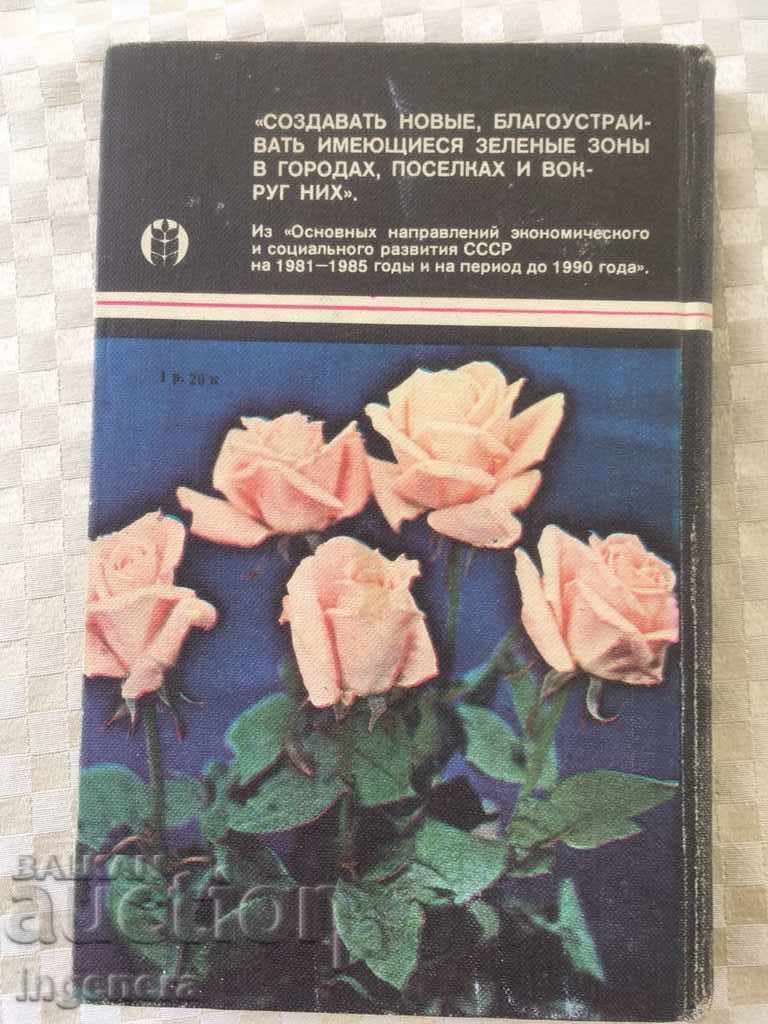 «СОЗДАВАТЬ НОВЫЕ, БЛАГОУСТРАИ-
ВАТЬ ИМЕЮЩИЕСЯ ЗЕЛЕНЫЕ ЗОНЫ
В ГОРОДАХ, ПОСЕЛКАХ И ВОК-
РУГ НИХ».
Из «Основных направлений экономического
и социального развития СССР
на 1981—1985 годы и на период до 1990 года».
1 р. 20 к
БАЛКАН
auction
ingenera